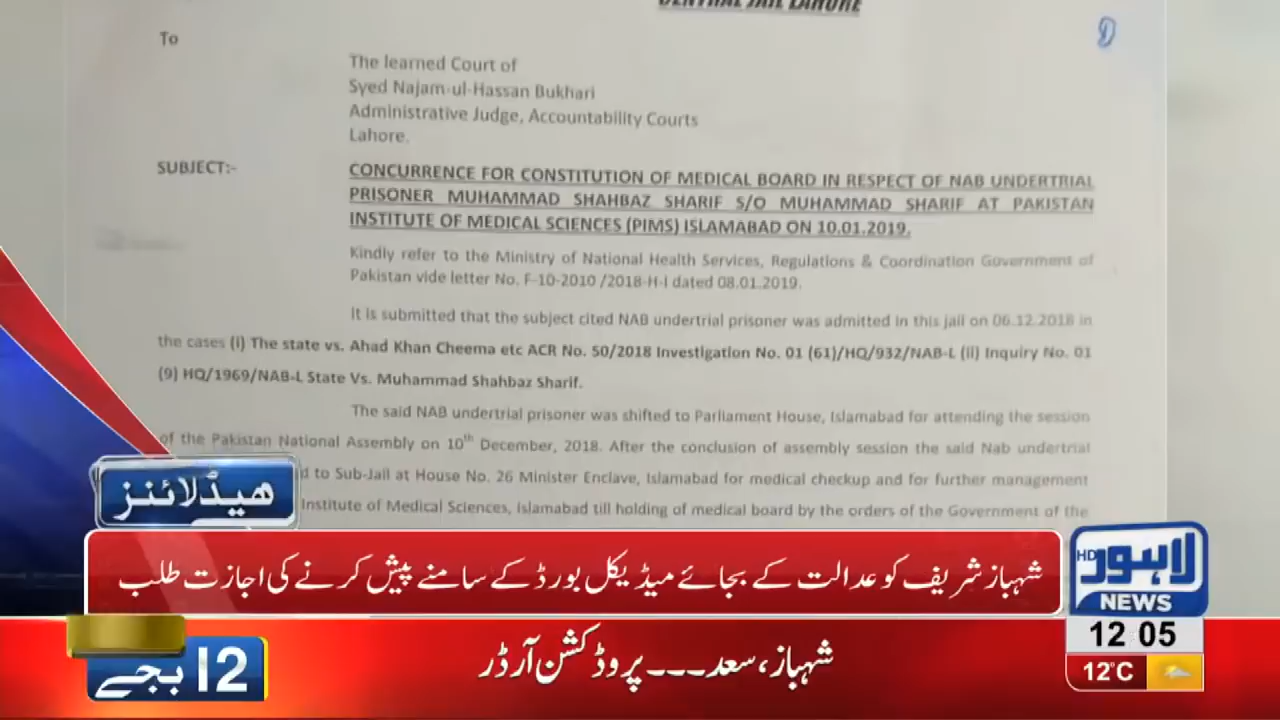 CENTRAL JAIL LAHORE
To
The learned Court of
Syed Najam-ul-Hassan Bukhari
Administrative Judge, Accountability Courts
Lahore.
SUBJECT:-
CONCURRENCE FOR CONSTITUTION OF MEDICAL BOARD IN RESPECT OF NAB UNDERTRIAL
PRISONER MUHAMMAD SHAHBAZ SHARIF S/O MUHAMMAD SHARIF AT PAKISTAN
INSTITUTE OF MEDICAL SCIENCES (PIMS) ISLAMABAD ON 10.01.2019.
Kindly refer to the Ministry of National Health Services, Regulations & Coordination Government of
Pakistan vide letter No. F-10-2010 /2018-H-I dated 08.01.2019.
It is submitted that the subject cited NAB undertrial prisoner was admitted in this jail on 06.12.2018 in
the cases (i) The state vs. Ahad Khan Cheema etc ACR No. 50/2018 Investigation No. 01 (61)/HQ/932/NAB-L (ii) Inquiry No. 01
(9) HQ/1969/NAB-L State Vs. Muhammad Shahbaz Sharif.
The said NAB undertrial prisoner was shifted to Parliament House, Islamabad for attending the session
of the Pakistan National Assembly on 10th December, 2018. After the conclusion of assembly session the said Nab undertrial
to Sub-Jail at House No. 26 Minister Enclave, Islamabad for medical checkup and for further management
Institute of Medical Sciences, Islamabad till holding of medical board by the orders of the Government of the
ھیڈلائنز
شہباز شریف کو عدالت کے بجائے میڈیکل بورڈ کے سامنے پیش کرنے کی اجازت طلب
لاہور HD
NEWS
12 05
12°C
شہباز، سعد۔۔۔ پروڈکشن آرڈر
12 بجے